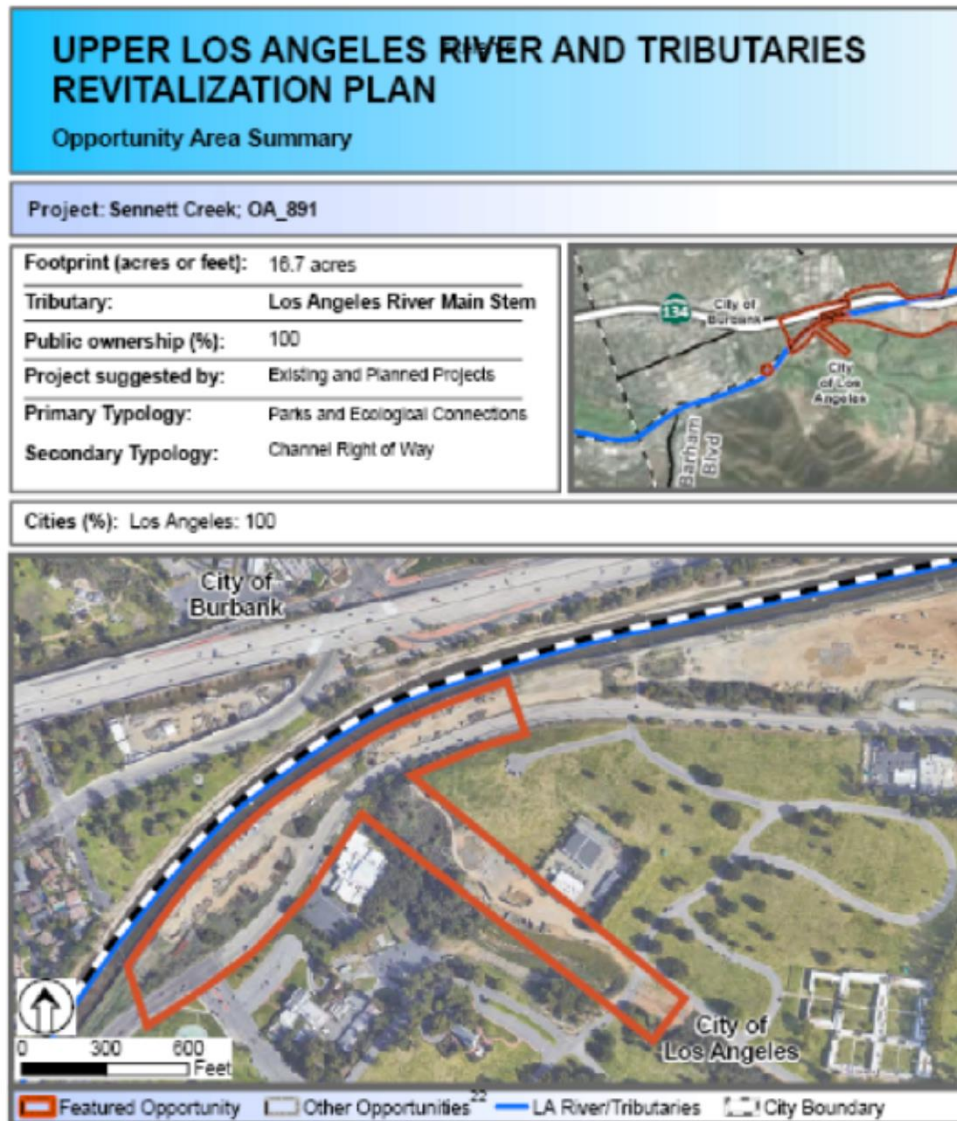 UPPER LOS ANGELES RIVER AND TRIBUTARIES
REVITALIZATION PLAN
Opportunity Area Summary
Project: Sennett Creek; OA_891
Footprint (acres or feet): 16.7 acres
Tributary: Los Angeles River Main Stem
Public ownership (%): 100
Project suggested by: Existing and Planned Projects
Primary Typology: Parks and Ecological Connections
Secondary Typology: Channel Right of Way
134
City of
Burbank
City
of Los
Angeles
Barham
Blvd
Cities (%): Los Angeles: 100
City of
Burbank
City of
Los Angeles
0 300 600
Feet
Featured Opportunity Other Opportunities 22 LA River/Tributaries City Boundary